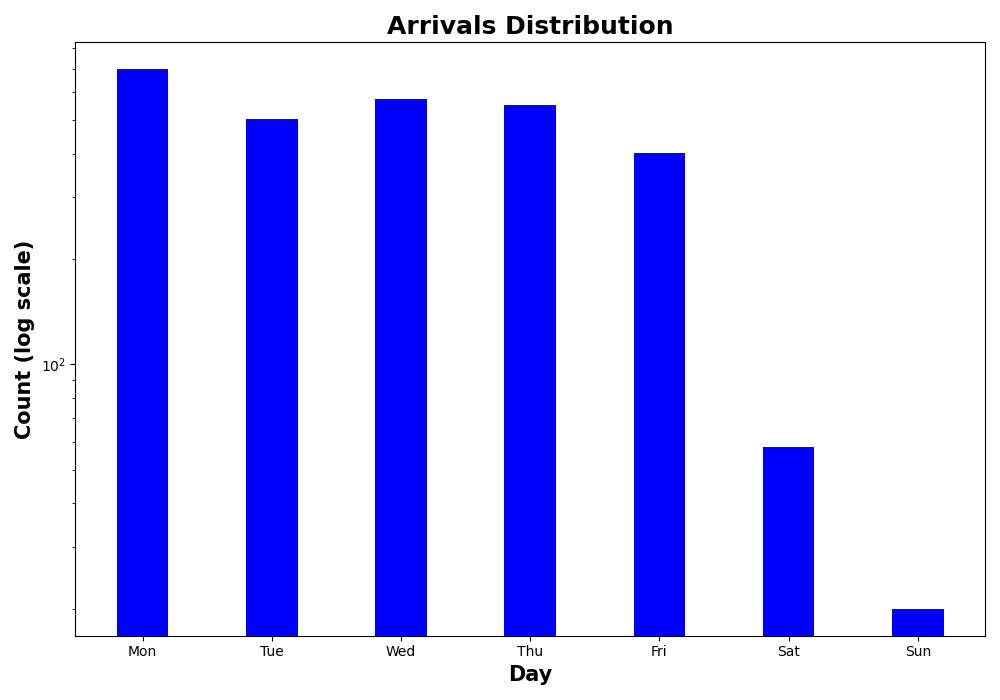 Arrivals Distribution
Count (log scale)
10²
Mon Tue Wed Thu Fri Sat Sun
Day